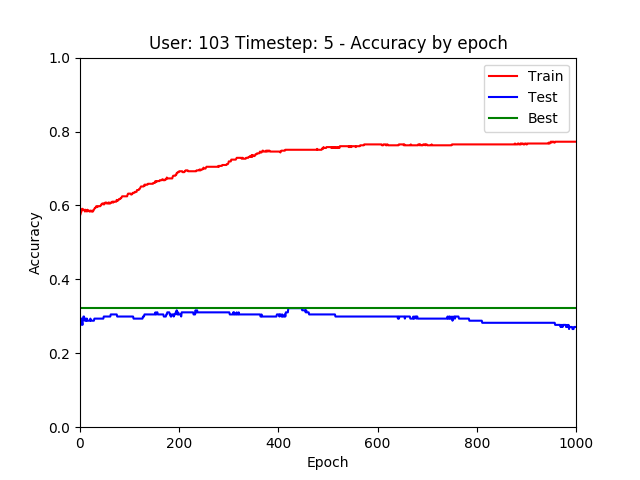 User: 103 Timestep: 5 - Accuracy by epoch
1.0
0.8
0.6
0.4
0.2
0.0
Accuracy
Train
Test
Best
0 200 400 600 800 1000
Epoch